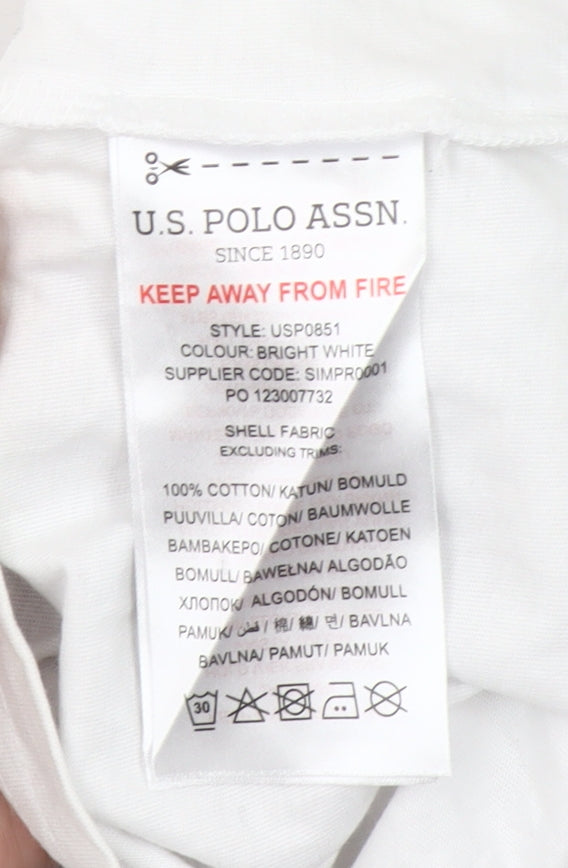 U.S. POLO ASSN.
SINCE 1890
KEEP AWAY FROM FIRE
STYLE: USP0851
COLOUR: BRIGHT WHITE
SUPPLIER CODE: SIMPR0001
PO 123007732
SHELL FABRIC
EXCLUDING TRIMS:
100% COTTON/ KATUN/ BOMULD
PUUVILLA/ COTON/ BAUMWOLLE
BAMBAKEPO/ COTONE/ KATOEN
BOMULL/ BAWEŁNA/ ALGODÃO
ХЛОПОК/ ALGODÓN/ BOMULL
PAMUK/ قطن / 棉/ 綿/ 면/ BAVLNA
BAVLNA/ PAMUT/ PAMUK
30